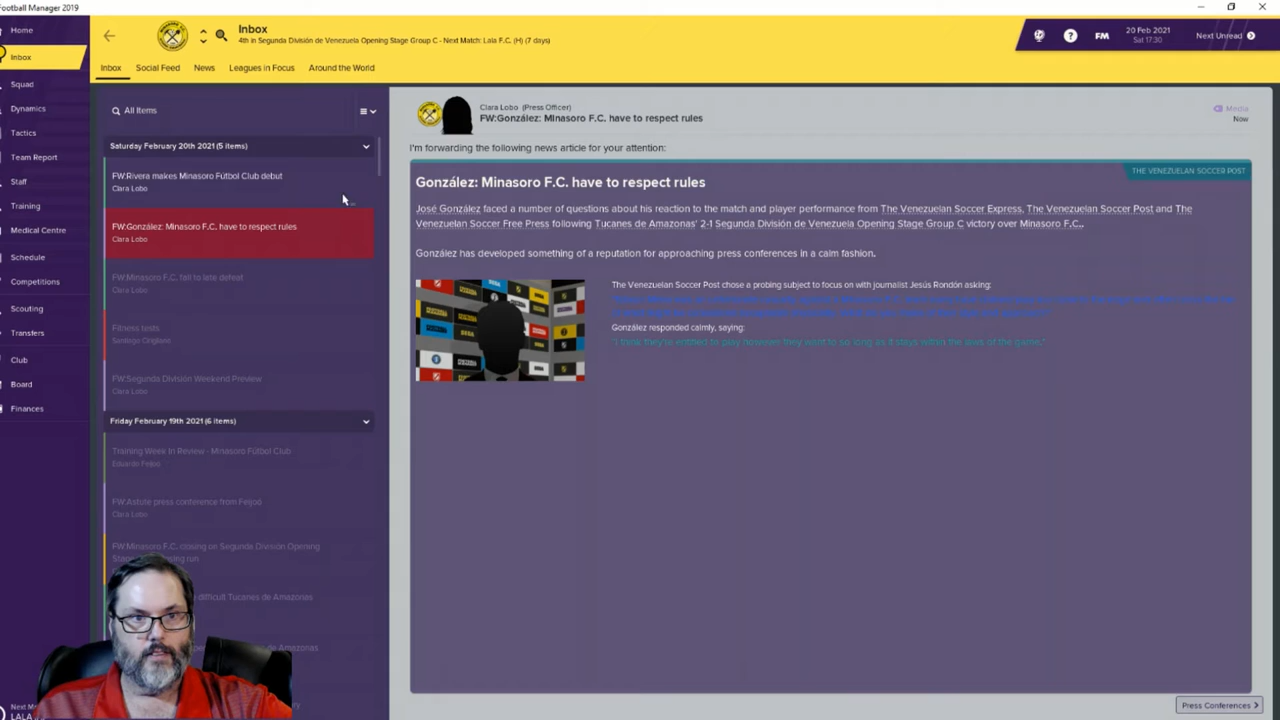 Football Manager 2019
Home
Inbox
Squad
Dynamics
Tactics
Team Report
Staff
Training
Medical Centre
Schedule
Competitions
Scouting
Transfers
Club
Board
Finances
Inbox
4th in Segunda División de Venezuela Opening Stage Group C - Next Match: Lala F.C. (H) (7 days)
FM
20 Feb 2021
Sat 17:30
Next Unread
Inbox
Social Feed
News
Leagues in Focus
Around the World
All Items
Saturday February 20th 2021 (5 items)
FW:Rivera makes Minasoro Fútbol Club debut
Clara Lobo
FW:González: Minasoro F.C. have to respect rules
Clara Lobo
FW:Minasoro F.C. fall to late defeat
Clara Lobo
Fitness tests
Santiago Cingiano
FW:Segunda División Weekend Preview
Clara Lobo
Friday February 19th 2021 (6 items)
Training Week In Review - Minasoro Fútbol Club
Eduardo Feijoo
FW:Astute press conference from Feijoo
Clara Lobo
FW:Minasoro F.C. closing on Segunda División Opening
difficult Tucanes de Amazonas
de Amazonas
Clara Lobo (Press Officer)
FW:González: Minasoro F.C. have to respect rules
Media
Now
I'm forwarding the following news article for your attention:
THE VENEZUELAN SOCCER POST
González: Minasoro F.C. have to respect rules
José González faced a number of questions about his reaction to the match and player performance from The Venezuelan Soccer Express, The Venezuelan Soccer Post and The
Venezuelan Soccer Free Press following Tucanes de Amazonas' 2-1 Segunda División de Venezuela Opening Stage Group C victory over Minasoro F.C..
González has developed something of a reputation for approaching press conferences in a calm fashion.
The Venezuelan Soccer Post chose a probing subject to focus on with journalist Jesús Rondón asking:
González responded calmly, saying:
"I think they're entitled to play however they want to so long as it stays within the laws of the game."
Press Conferences
LALA